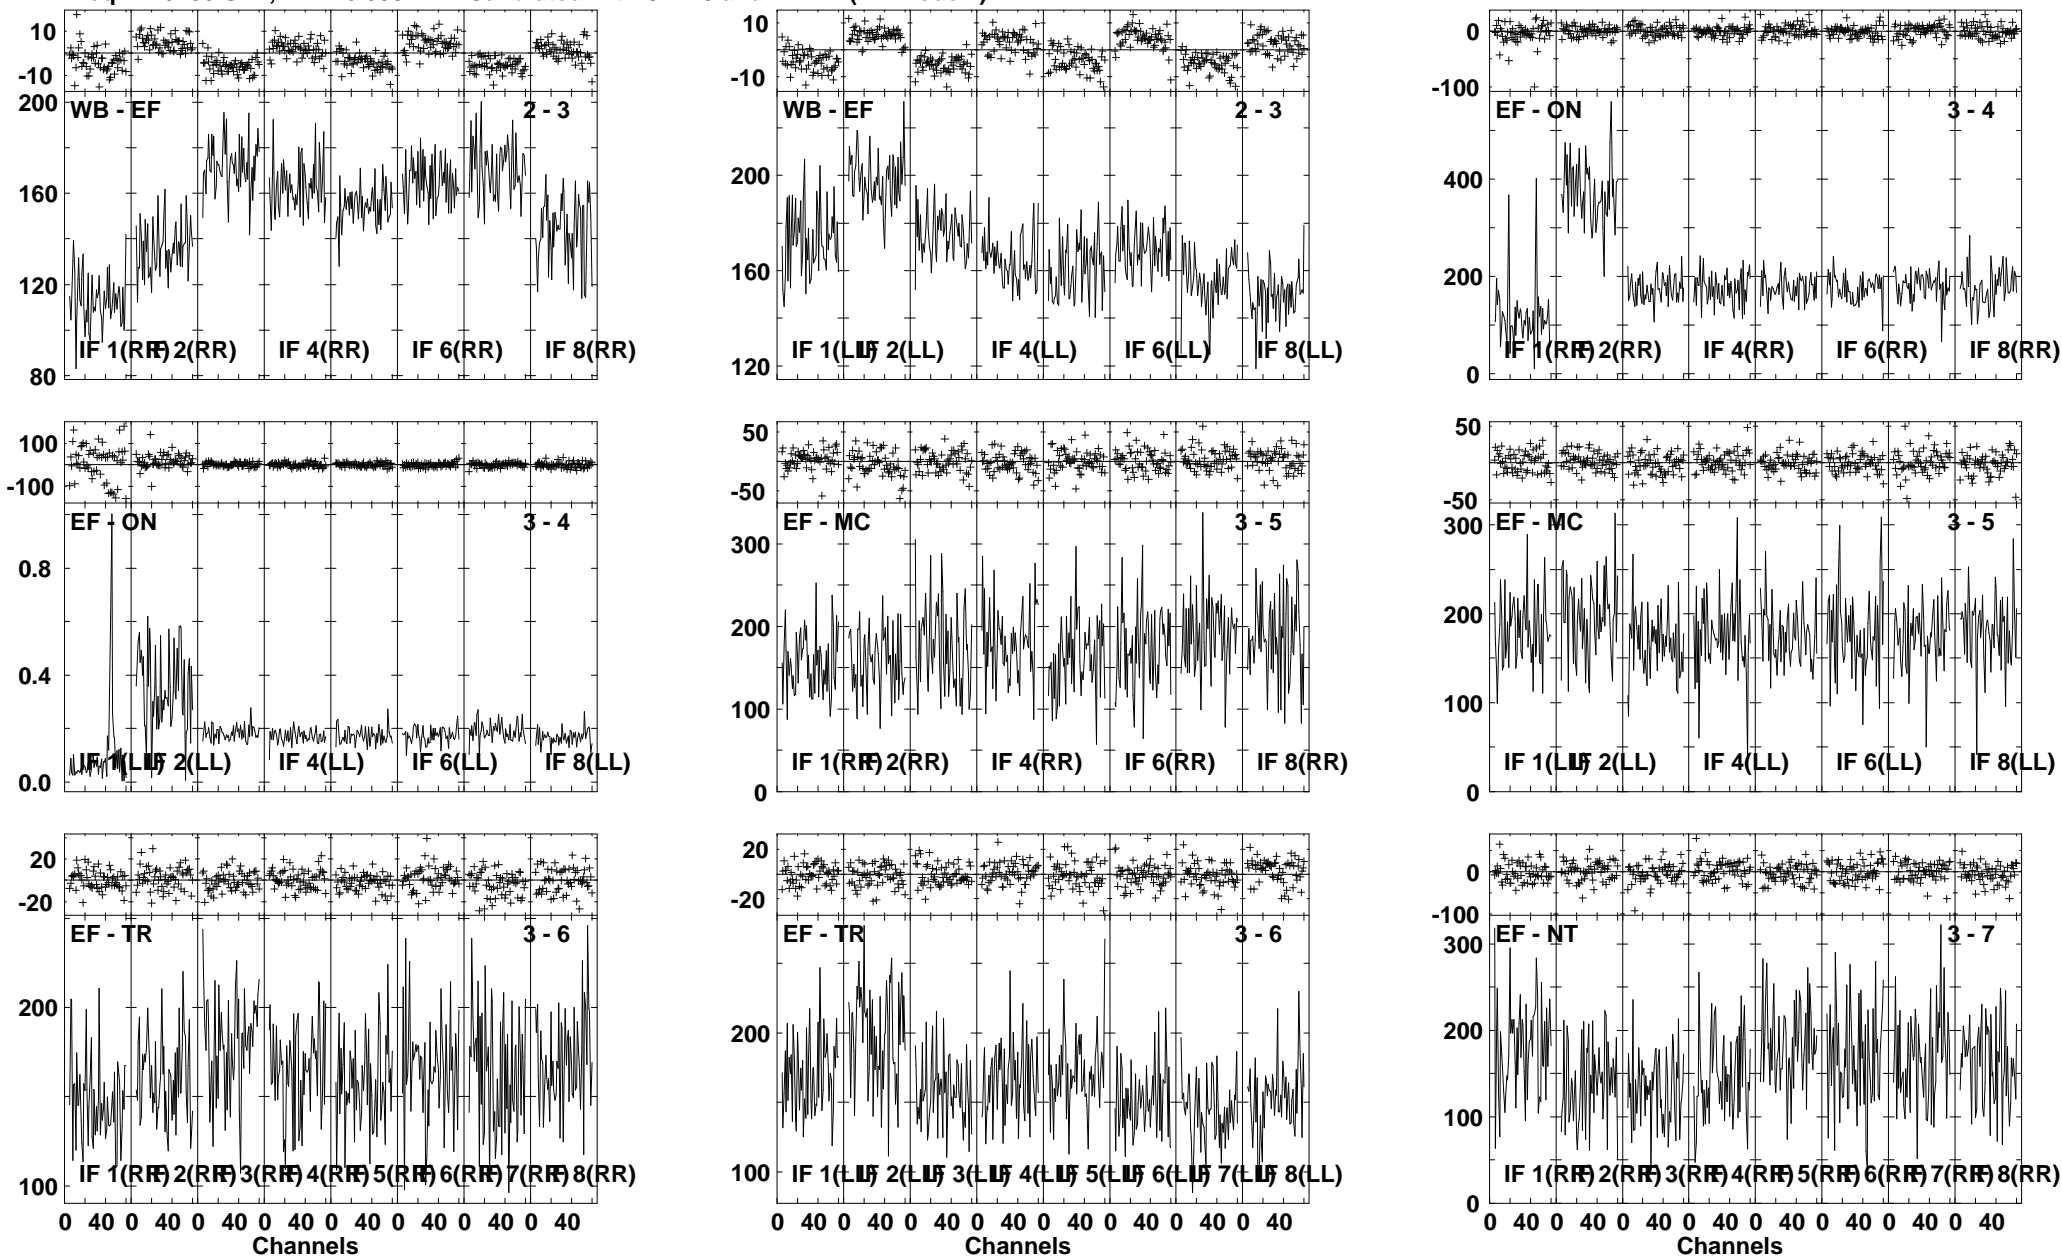 10
0
-10
WB - EF 2 - 3
200
160
120
80
IF 1(RR) IF 2(RR) IF 4(RR) IF 6(RR) IF 8(RR)
10
0
-10
WB - EF 2 - 3
200
160
120
IF 1(LL) IF 2(LL) IF 4(LL) IF 6(LL) IF 8(LL)
0
-100
EF - ON 3 - 4
400
200
0
IF 1(RR) IF 2(RR) IF 4(RR) IF 6(RR) IF 8(RR)
100
0
-100
EF - ON 3 - 4
0.8
0.4
0.0
IF 1(LL) IF 2(LL) IF 4(LL) IF 6(LL) IF 8(LL)
50
0
-50
EF - MC 3 - 5
300
200
100
0
IF 1(RR) IF 2(RR) IF 4(RR) IF 6(RR) IF 8(RR)
50
0
-50
EF - MC 3 - 5
300
200
100
0
IF 1(LL) IF 2(LL) IF 4(LL) IF 6(LL) IF 8(LL)
20
0
-20
EF - TR 3 - 6
200
100
IF 1(RR) IF 2(RR) IF 3(RR) IF 4(RR) IF 5(RR) IF 6(RR) IF 7(RR) IF 8(RR)
0 40 0 40 0 40 0 40 0 40 0 40 0 40 0 40
Channels
20
0
-20
EF - TR 3 - 6
200
100
IF 1(LL) IF 2(LL) IF 3(LL) IF 4(LL) IF 5(LL) IF 6(LL) IF 7(LL) IF 8(LL)
0 40 0 40 0 40 0 40 0 40 0 40 0 40 0 40
Channels
0
-100
EF - NT 3 - 7
300
200
100
0
IF 1(RR) IF 2(RR) IF 3(RR) IF 4(RR) IF 5(RR) IF 6(RR) IF 7(RR) IF 8(RR)
0 40 0 40 0 40 0 40 0 40 0 40 0 40 0 40
Channels